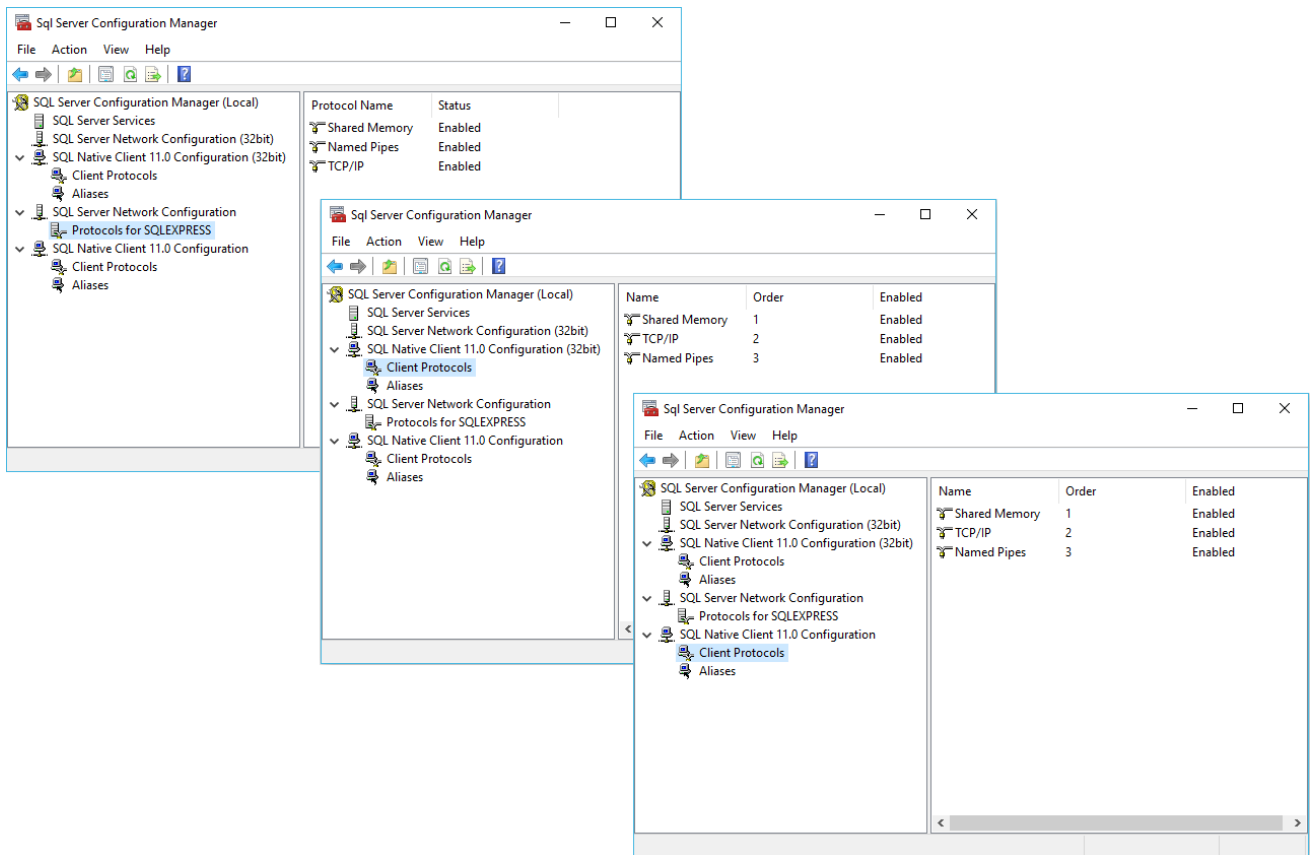 Sql Server Configuration Manager
File Action View Help
SQL Server Configuration Manager (Local)
SQL Server Services
SQL Server Network Configuration (32bit)
SQL Native Client 11.0 Configuration (32bit)
Client Protocols
Aliases
SQL Server Network Configuration
Protocols for SQLEXPRESS
SQL Native Client 11.0 Configuration
Client Protocols
Aliases
Protocol Name Status
Shared Memory Enabled
Named Pipes Enabled
TCP/IP Enabled
Sql Server Configuration Manager
File Action View Help
SQL Server Configuration Manager (Local)
SQL Server Services
SQL Server Network Configuration (32bit)
SQL Native Client 11.0 Configuration (32bit)
Client Protocols
Aliases
SQL Server Network Configuration
Protocols for SQLEXPRESS
SQL Native Client 11.0 Configuration
Client Protocols
Aliases
Name Order Enabled
Shared Memory 1 Enabled
TCP/IP 2 Enabled
Named Pipes 3 Enabled
Sql Server Configuration Manager
File Action View Help
SQL Server Configuration Manager (Local)
SQL Server Services
SQL Server Network Configuration (32bit)
SQL Native Client 11.0 Configuration (32bit)
Client Protocols
Aliases
SQL Server Network Configuration
Protocols for SQLEXPRESS
SQL Native Client 11.0 Configuration
Client Protocols
Aliases
Name Order Enabled
Shared Memory 1 Enabled
TCP/IP 2 Enabled
Named Pipes 3 Enabled